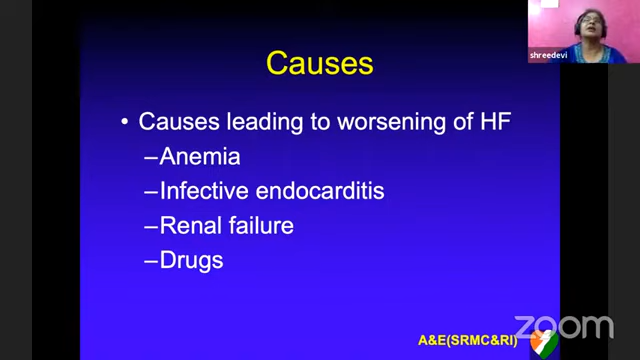 shreedevi
Causes
• Causes leading to worsening of HF
–Anemia
–Infective endocarditis
–Renal failure
–Drugs
A&E(SRMC&RI)
zoom